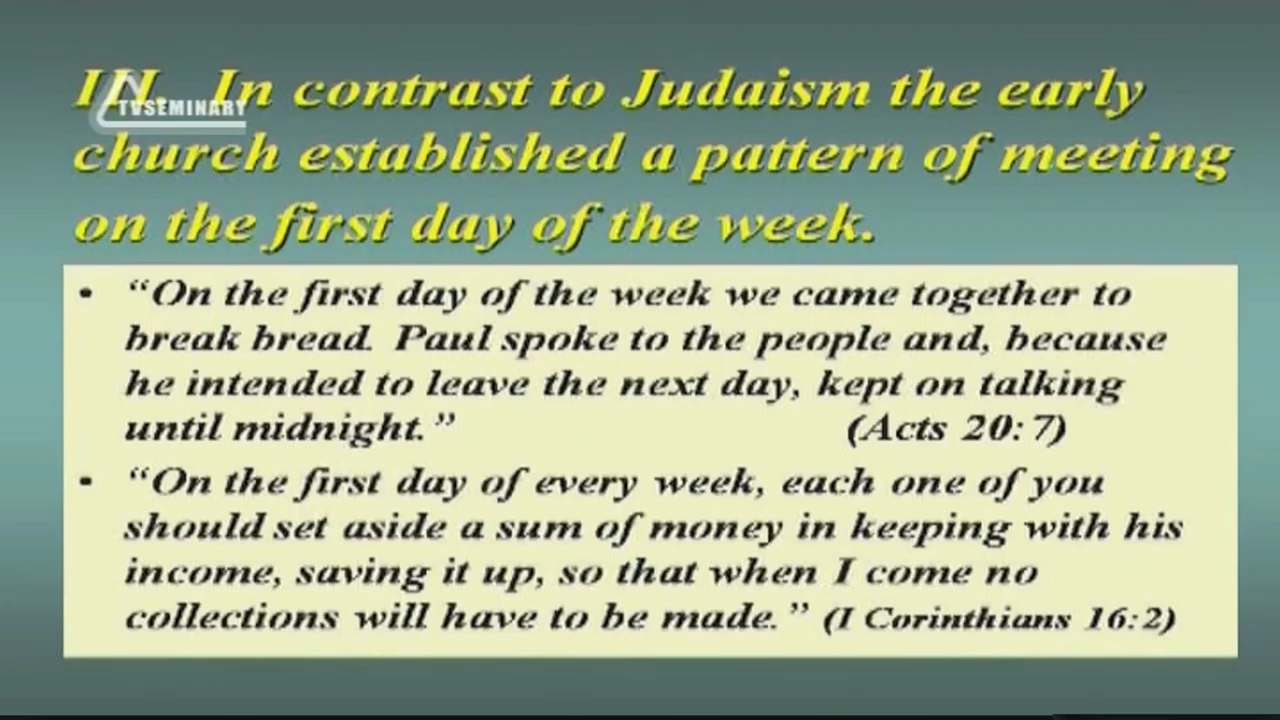 III. In contrast to Judaism the early
TVSEMINARY
church established a pattern of meeting
on the first day of the week.
• “On the first day of the week we came together to
break bread. Paul spoke to the people and, because
he intended to leave the next day, kept on talking
until midnight.” (Acts 20:7)
• “On the first day of every week, each one of you
should set aside a sum of money in keeping with his
income, saving it up, so that when I come no
collections will have to be made.” (I Corinthians 16:2)